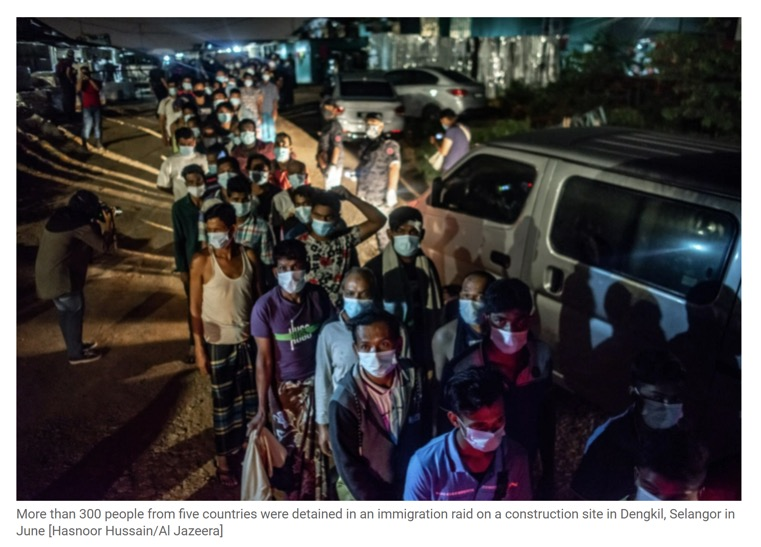 More than 300 people from five countries were detained in an immigration raid on a construction site in Dengkil, Selangor in
June [Hasnoor Hussain/Al Jazeera]